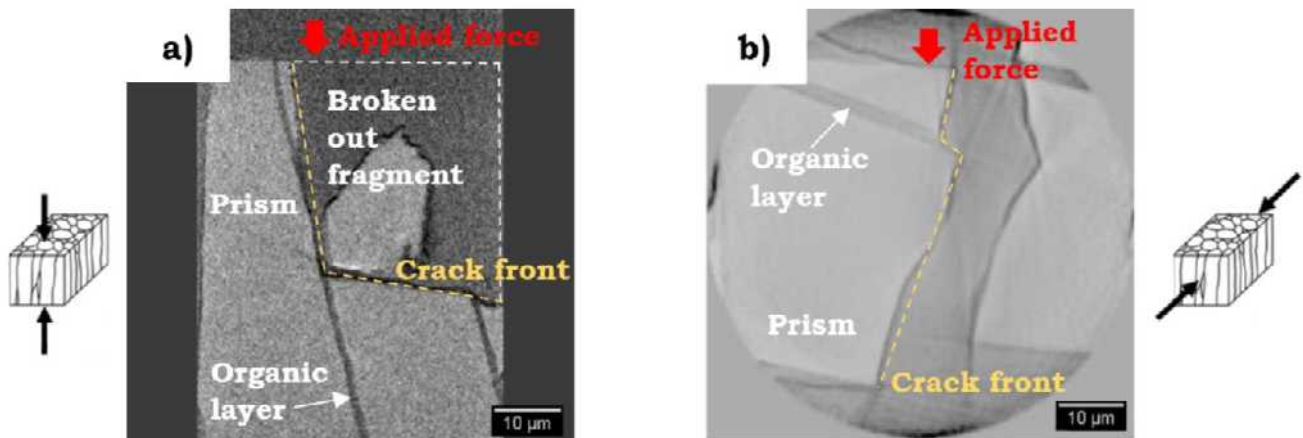 a)
Applied force
Broken
out
fragment
Prism
Crack front
Organic
layer
10 µm
b)
Applied
force
Organic
layer
Prism
Crack front
10 µm